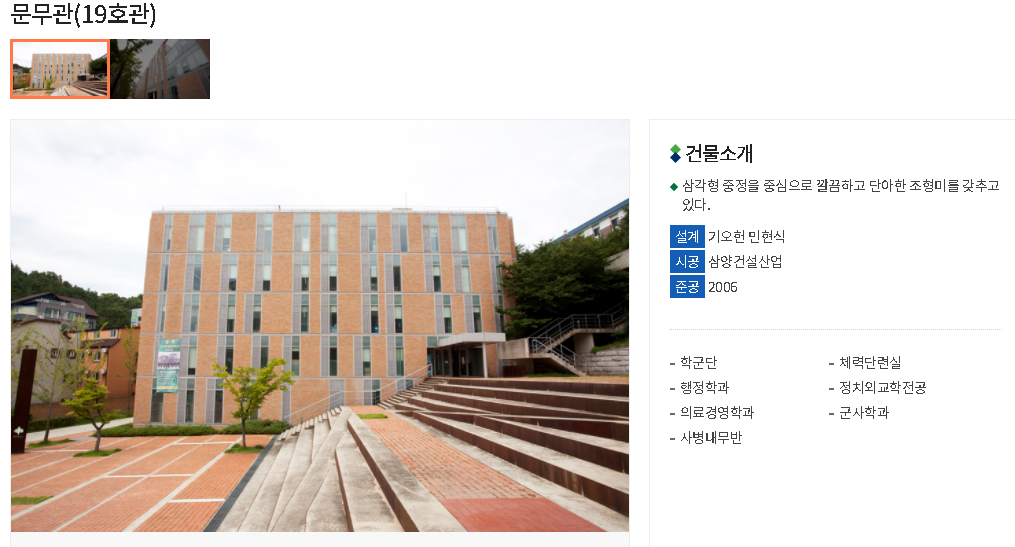 문무관(19호관)
건물소개
삼각형 중정을 중심으로 깔끔하고 단아한 조형미를 갖추고
있다.
설계 기오헌 민현식
시공 삼양건설산업
준공 2006
- 학군단
- 체력단련실
- 행정학과
- 정치외교학전공
- 의료경영학과
- 군사학과
- 사병내무반